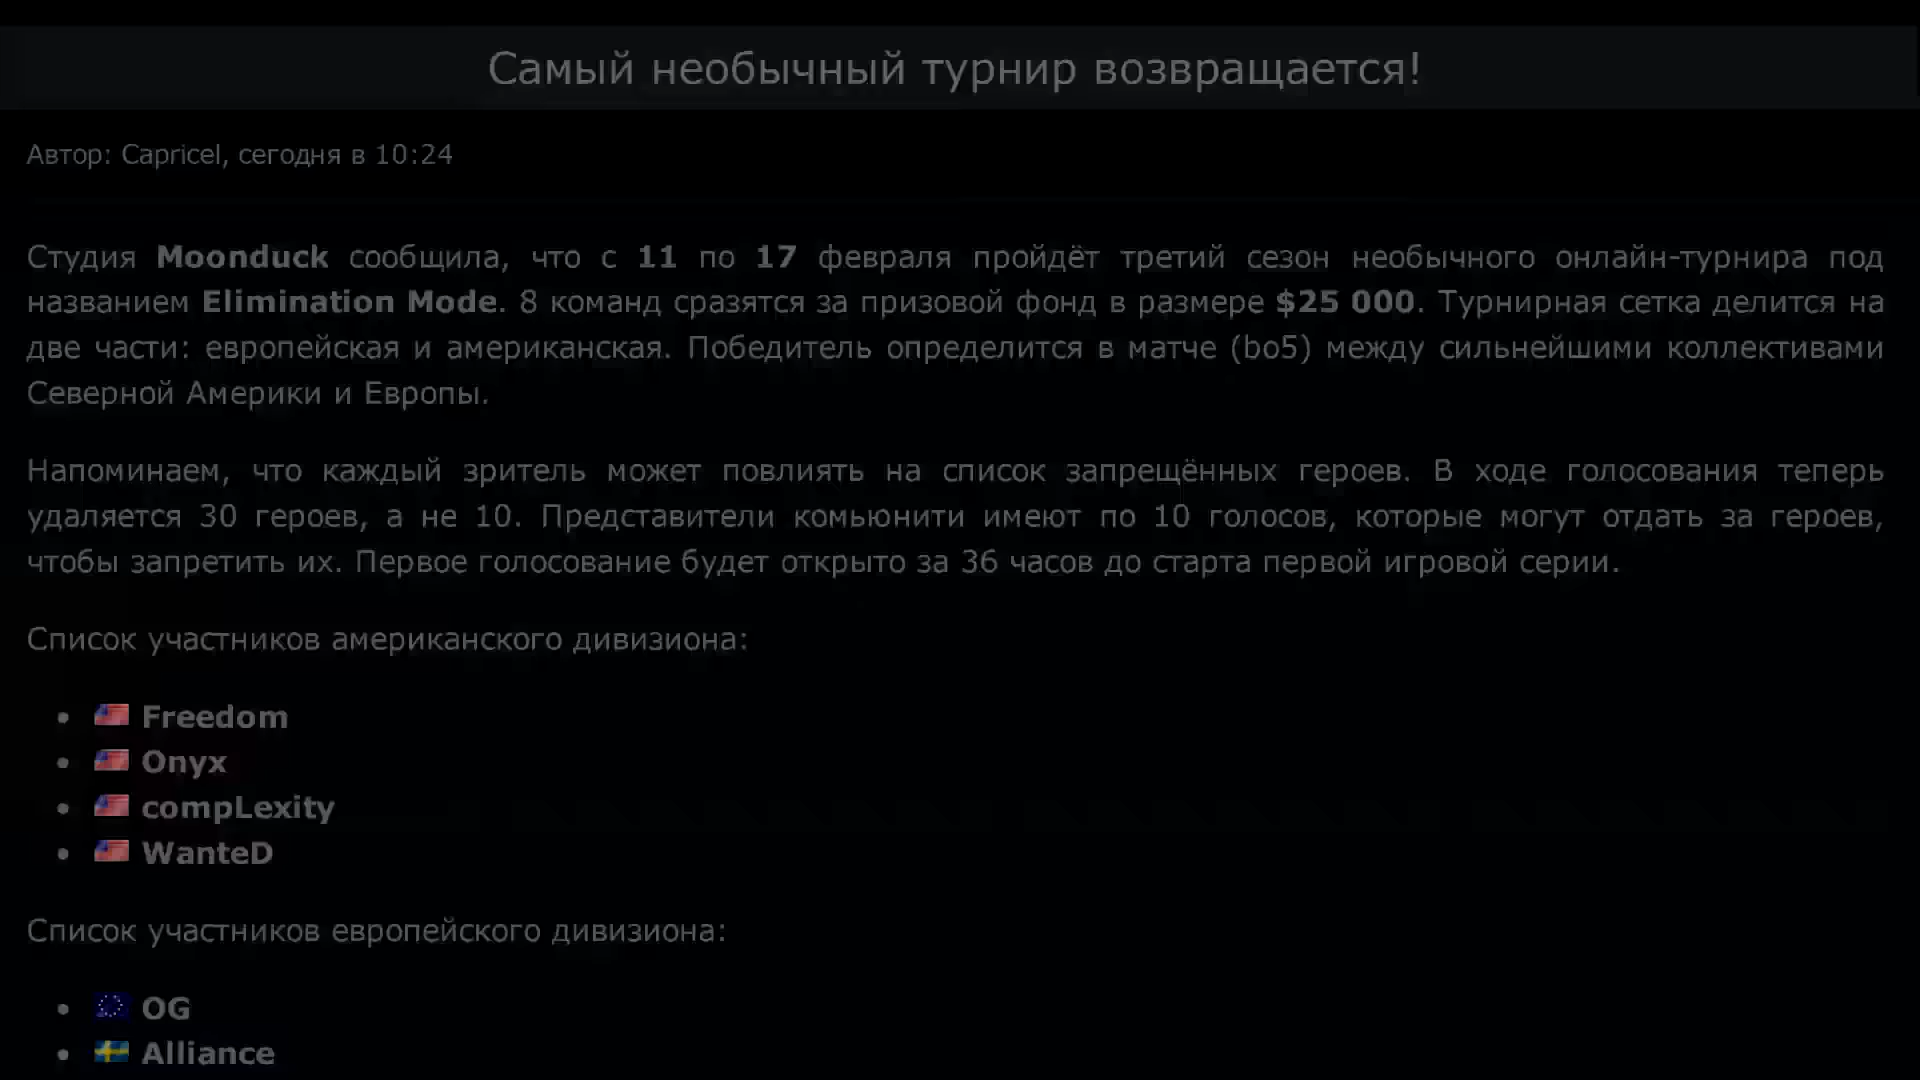 Самый необычный турнир возвращается!
Автор: Capricel, сегодня в 10:24
Студия Moonduck сообщила, что с 11 по 17 февраля пройдёт третий сезон необычного онлайн-турнира под
названием Elimination Mode. 8 команд сразятся за призовой фонд в размере $25 000. Турнирная сетка делится на
две части: европейская и американская. Победитель определится в матче (bo5) между сильнейшими коллективами
Северной Америки и Европы.
Напоминаем, что каждый зритель может повлиять на список запрещённых героев. В ходе голосования теперь
удаляется 30 героев, а не 10. Представители комьюнити имеют по 10 голосов, которые могут отдать за героев,
чтобы запретить их. Первое голосование будет открыто за 36 часов до старта первой игровой серии.
Список участников американского дивизиона:
• Freedom
• Onyx
• compLexity
• WanteD
Список участников европейского дивизиона:
• OG
• Alliance